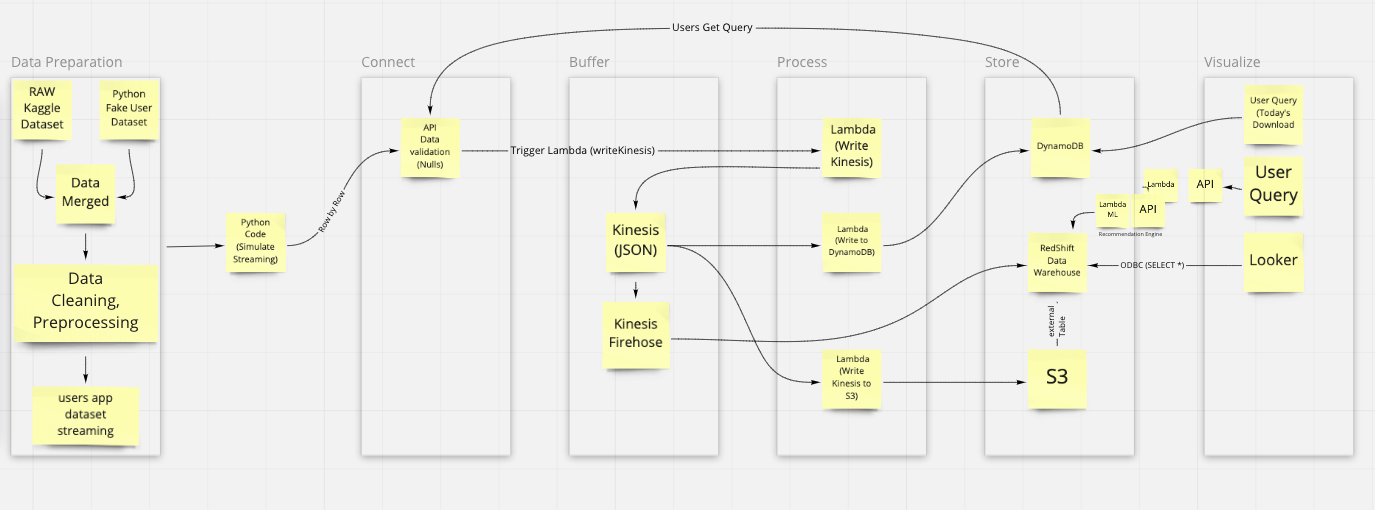 Users Get Query
Data Preparation
RAW
Kaggle
Dataset
Python
Fake User
Dataset
Data
Merged
Data
Cleaning,
Preprocessing
users app
dataset
streaming
Python
Code
(Simulate
Streaming)
Row by Row
Connect
API
Data
validation
(Nulls)
Trigger Lambda (writeKinesis)
Buffer
Kinesis
(JSON)
Kinesis
Firehose
Process
Lambda
(Write
Kinesis)
Lambda
(Write to
DynamoDB)
Lambda
(Write
Kinesis to
S3)
Store
DynamoDB
Lambda
Lambda
ML
API
Recommendation Engine
RedShift
Data
Warehouse
external
Table
S3
ODBC (SELECT *)
Visualize
User Query
(Today's
Download
API
User
Query
Looker